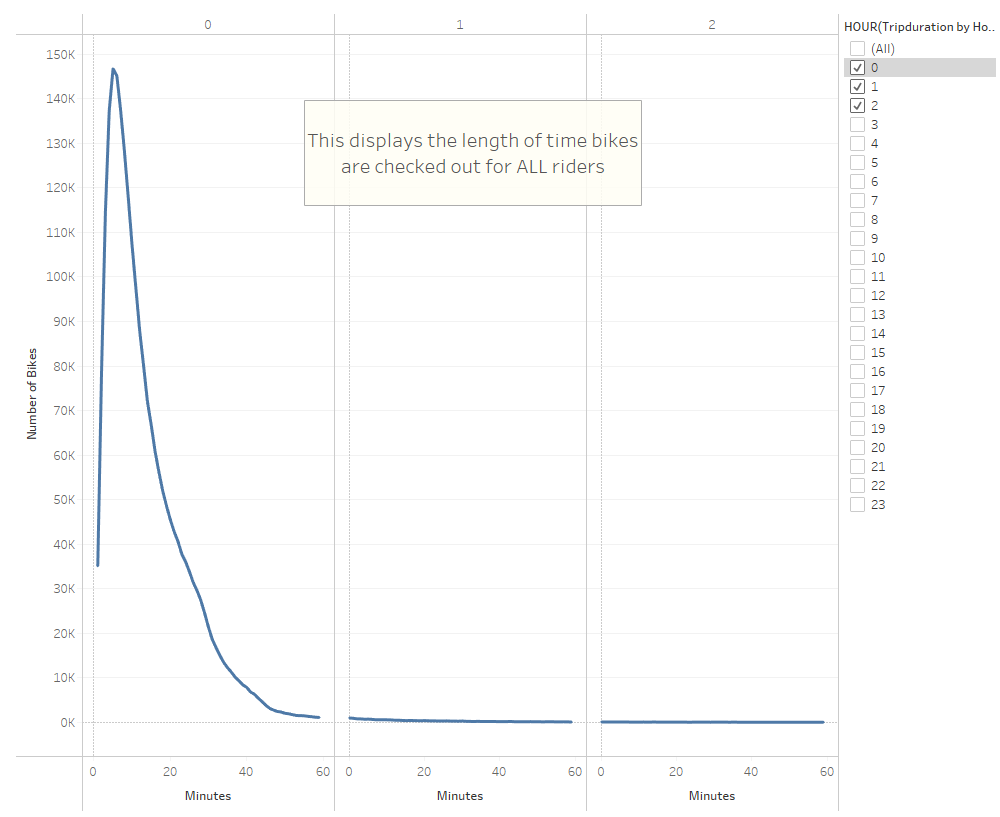 0 1 2
HOUR(Tripduration by Ho..
(All)
0
1
2
3
4
5
6
7
8
9
10
11
12
13
14
15
16
17
18
19
20
21
22
23
This displays the length of time bikes
are checked out for ALL riders
Number of Bikes
150K
140K
130K
120K
110K
100K
90K
80K
70K
60K
50K
40K
30K
20K
10K
0K
0 20 40 60 0 20 40 60 0 20 40 60
Minutes Minutes Minutes